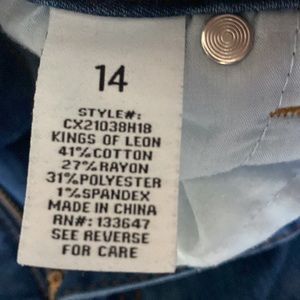 14
STYLE#:
CX21038H18
KINGS OF LEON
41%COTTON
27%RAYON
31%POLYESTER
1%SPANDEX
MADE IN CHINA
RN#: 133647
SEE REVERSE
FOR CARE